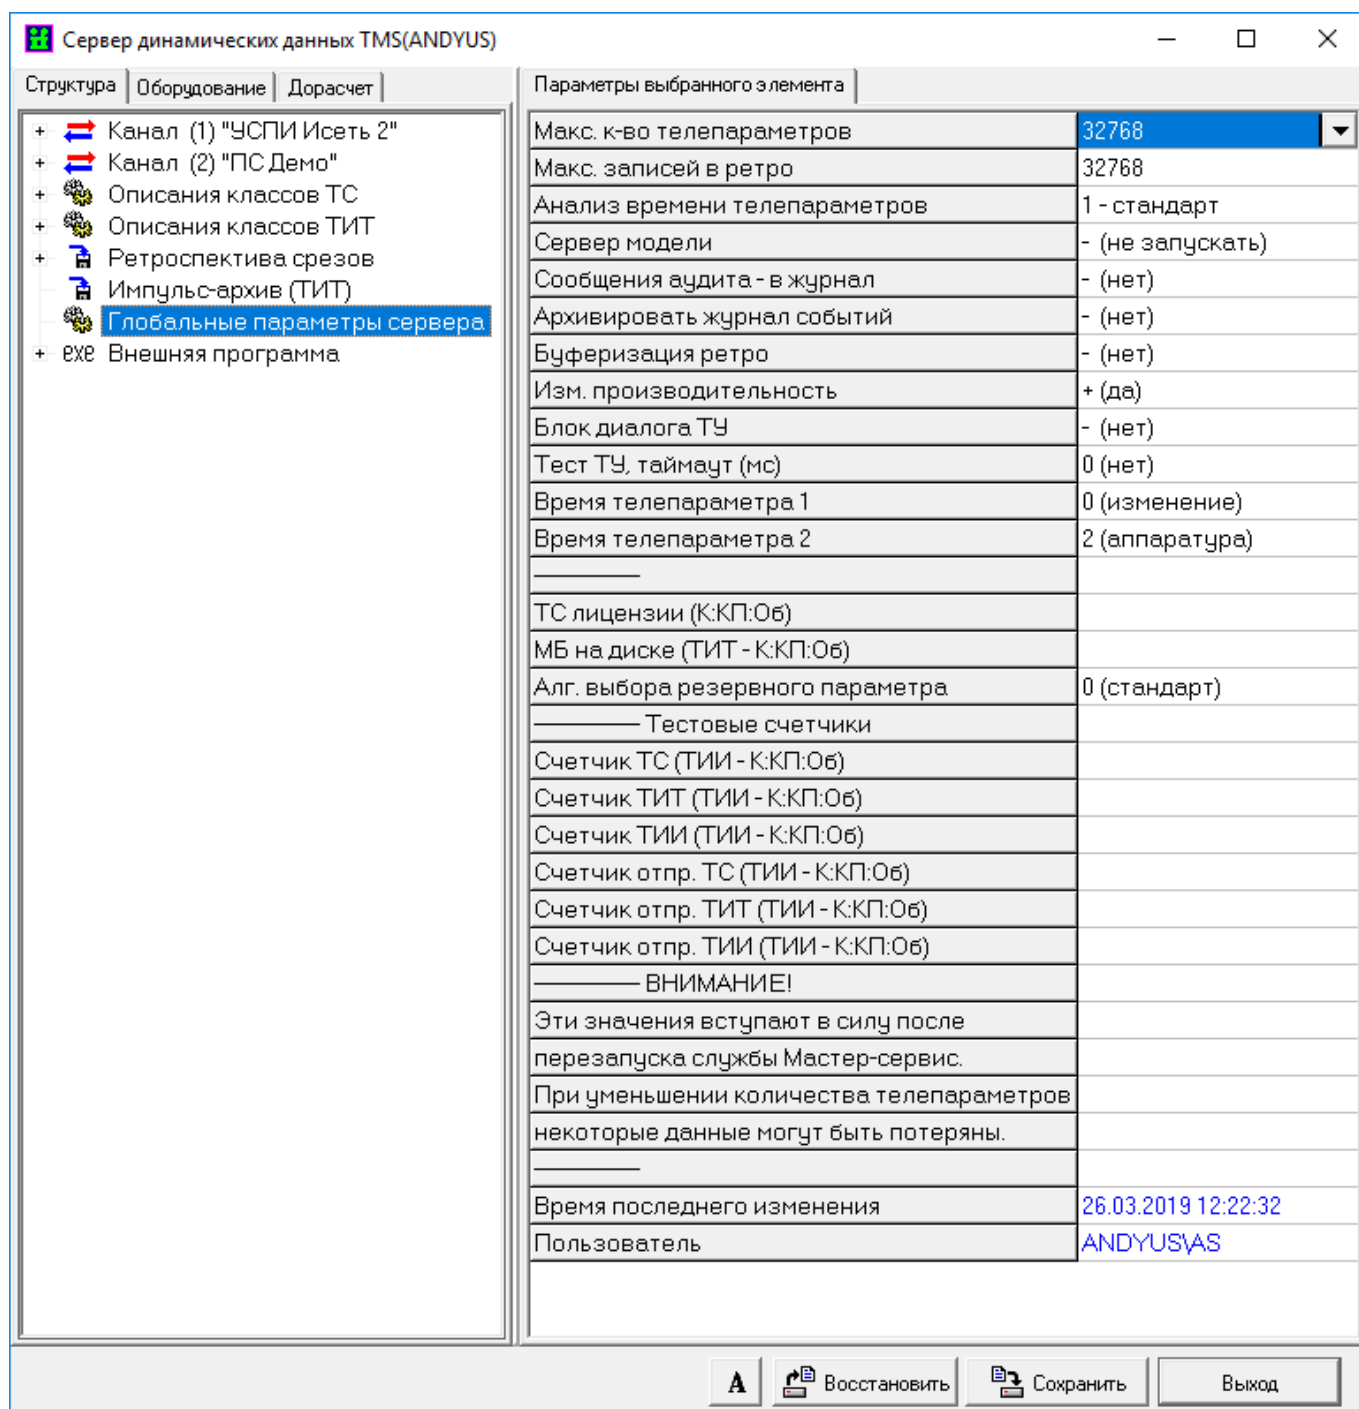 Сервер динамических данных TMS(ANDYUS)
Структура Оборудование Дорасчет
Параметры выбранного элемента
Канал (1) "УСПИ Исеть 2"
Канал (2) "ПС Демо"
Описания классов ТС
Описания классов ТИТ
Ретроспектива срезов
Импульс-архив (ТИТ)
Глобальные параметры сервера
exe Внешняя программа
Макс. к-во телепараметров 32768
Макс. записей в ретро 32768
Анализ времени телепараметров 1 - стандарт
Сервер модели - (не запускать)
Сообщения аудита - в журнал - (нет)
Архивировать журнал событий - (нет)
Буферизация ретро - (нет)
Изм. производительность + (да)
Блок диалога ТУ - (нет)
Тест ТУ, таймаут (мс) 0 (нет)
Время телепараметра 1 0 (изменение)
Время телепараметра 2 2 (аппаратура)
ТС лицензии (К:КП:Об)
МБ на диске (ТИТ - К:КП:Об)
Алг. выбора резервного параметра 0 (стандарт)
———— Тестовые счетчики
Счетчик ТС (ТИИ - К:КП:Об)
Счетчик ТИТ (ТИИ - К:КП:Об)
Счетчик ТИИ (ТИИ - К:КП:Об)
Счетчик отпр. ТС (ТИИ - К:КП:Об)
Счетчик отпр. ТИТ (ТИИ - К:КП:Об)
Счетчик отпр. ТИИ (ТИИ - К:КП:Об)
———— ВНИМАНИЕ!
Эти значения вступают в силу после
перезапуска службы Мастер-сервис.
При уменьшении количества телепараметров
некоторые данные могут быть потеряны.
Время последнего изменения 26.03.2019 12:22:32
Пользователь ANDYUS\AS
A Восстановить Сохранить Выход